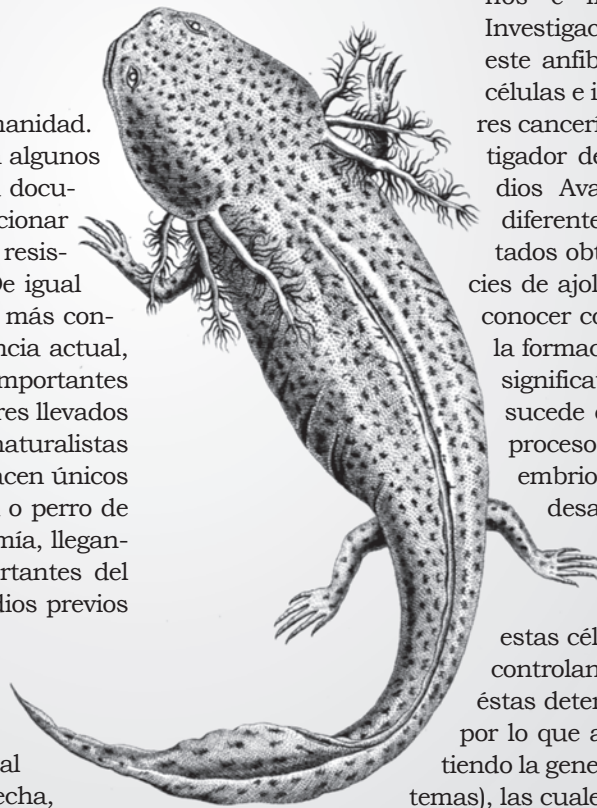 manidad.
algunos
docu-
cionar
resis-
De igual
más con-
ncia actual,
mportantes
res llevados
naturalistas
acen únicos
o perro de
mía, llegan-
rtantes del
dios previos
al
echa,
nos e
Investigac
este anfib
células e i
res canceri
tigador de
dios Ava
diferente
tados obt
cies de ajol
conocer co
la formac
significat
sucede
proceso
embrio
desa
estas cél
controlan
éstas deter
por lo que a
tiendo la gene
temas), las cuale